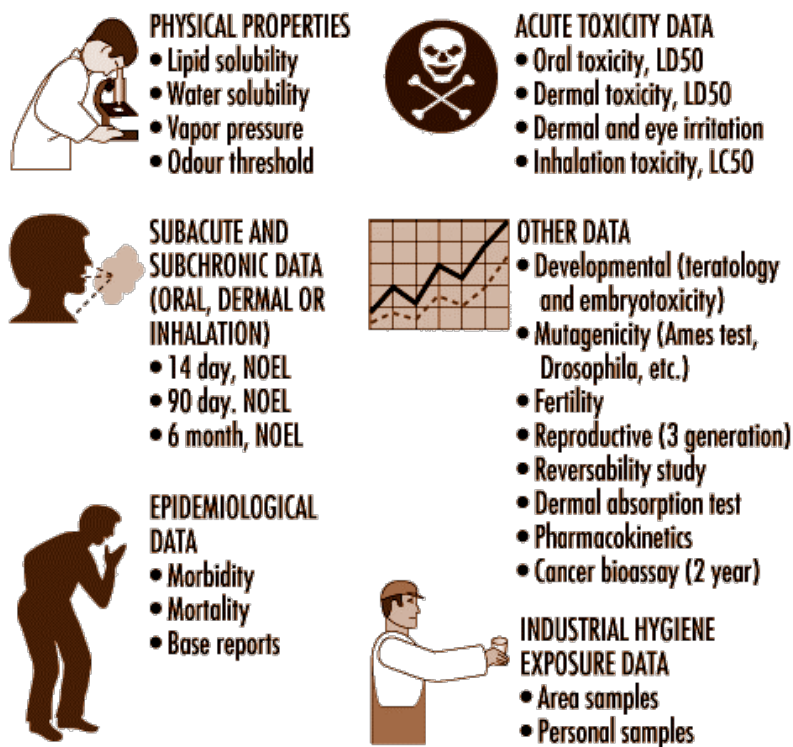 PHYSICAL PROPERTIES
• Lipid solubility
• Water solubility
• Vapor pressure
• Odour threshold
ACUTE TOXICITY DATA
• Oral toxicity, LD50
• Dermal toxicity, LD50
• Dermal and eye irritation
• Inhalation toxicity, LC50
SUBACUTE AND
SUBCHRONIC DATA
(ORAL, DERMAL OR
INHALATION)
• 14 day, NOEL
• 90 day. NOEL
• 6 month, NOEL
OTHER DATA
• Developmental (teratology
and embryotoxicity)
• Mutagenicity (Ames test,
Drosophila, etc.)
• Fertility
• Reproductive (3 generation)
• Reversability study
• Dermal absorption test
• Pharmacokinetics
• Cancer bioassay (2 year)
EPIDEMIOLOGICAL
DATA
• Morbidity
• Mortality
• Base reports
INDUSTRIAL HYGIENE
EXPOSURE DATA
• Area samples
• Personal samples